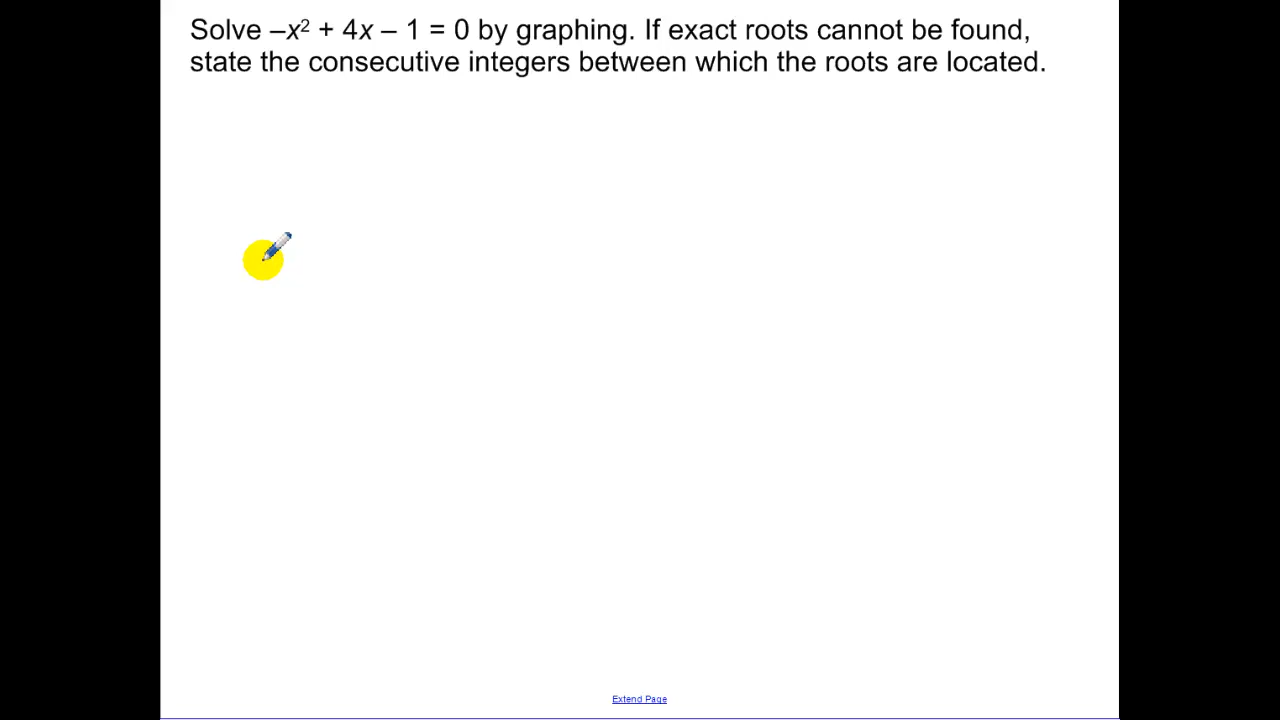 Solve –x² + 4x – 1 = 0 by graphing. If exact roots cannot be found,
state the consecutive integers between which the roots are located.
Extend Page